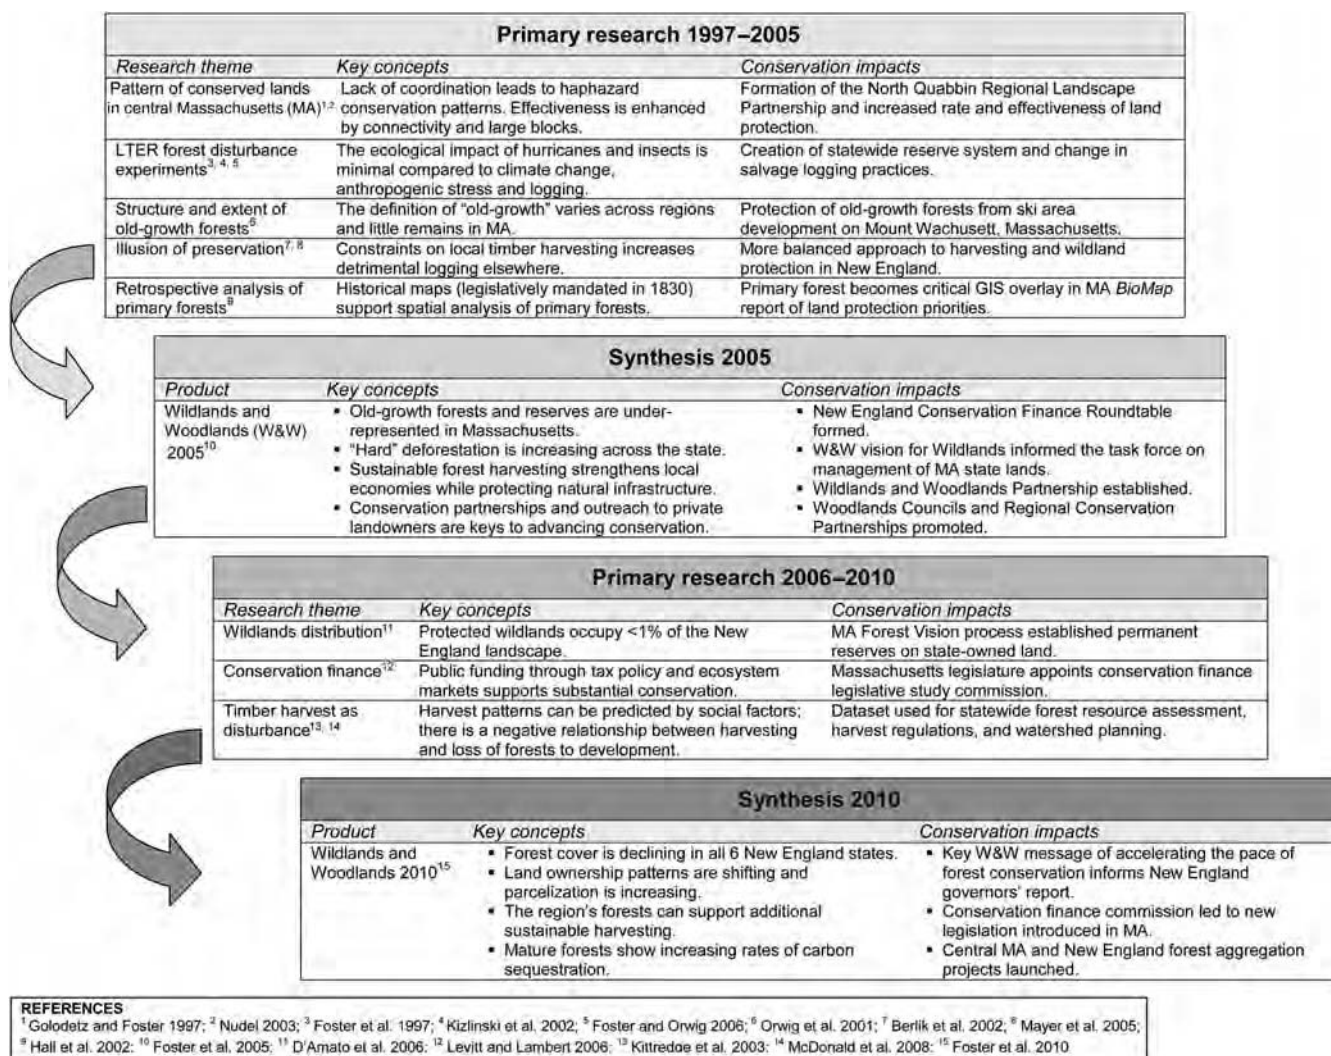 Primary research 1997–2005
Research theme Key concepts Conservation impacts
Pattern of conserved lands in central Massachusetts (MA)1,2
Lack of coordination leads to haphazard
conservation patterns. Effectiveness is enhanced
by connectivity and large blocks.
Formation of the North Quabbin Regional Landscape
Partnership and increased rate and effectiveness of land
protection.
LTER forest disturbance
experiments3, 4, 5
The ecological impact of hurricanes and insects is
minimal compared to climate change,
anthropogenic stress and logging.
Creation of statewide reserve system and change in
salvage logging practices.
Structure and extent of
old-growth forests6
The definition of “old-growth” varies across regions
and little remains in MA.
Protection of old-growth forests from ski area
development on Mount Wachusett, Massachusetts.
Illusion of preservation7, 8
Constraints on local timber harvesting increases
detrimental logging elsewhere.
More balanced approach to harvesting and wildland
protection in New England.
Retrospective analysis of
primary forests9
Historical maps (legislatively mandated in 1830)
support spatial analysis of primary forests.
Primary forest becomes critical GIS overlay in MA BioMap
report of land protection priorities.
Synthesis 2005
Product Key concepts Conservation impacts
Wildlands and
Woodlands (W&W)
200510
▪ Old-growth forests and reserves are under-
represented in Massachusetts.
▪ “Hard” deforestation is increasing across the state.
▪ Sustainable forest harvesting strengthens local
economies while protecting natural infrastructure.
▪ Conservation partnerships and outreach to private
landowners are keys to advancing conservation.
▪ New England Conservation Finance Roundtable
formed.
▪ W&W vision for Wildlands informed the task force on
management of MA state lands.
▪ Wildlands and Woodlands Partnership established.
▪ Woodlands Councils and Regional Conservation
Partnerships promoted.
Primary research 2006–2010
Research theme Key concepts Conservation impacts
Wildlands distribution11
Protected wildlands occupy <1% of the New
England landscape.
MA Forest Vision process established permanent
reserves on state-owned land.
Conservation finance12
Public funding through tax policy and ecosystem
markets supports substantial conservation.
Massachusetts legislature appoints conservation finance
legislative study commission.
Timber harvest as
disturbance13, 14
Harvest patterns can be predicted by social factors;
there is a negative relationship between harvesting
and loss of forests to development.
Dataset used for statewide forest resource assessment,
harvest regulations, and watershed planning.
Synthesis 2010
Product Key concepts Conservation impacts
Wildlands and
Woodlands 201015
▪ Forest cover is declining in all 6 New England states.
▪ Land ownership patterns are shifting and
parcelization is increasing.
▪ The region’s forests can support additional
sustainable harvesting.
▪ Mature forests show increasing rates of carbon
sequestration.
▪ Key W&W message of accelerating the pace of
forest conservation informs New England
governors’ report.
▪ Conservation finance commission led to new
legislation introduced in MA.
▪ Central MA and New England forest aggregation
projects launched.
REFERENCES
1 Golodetz and Foster 1997; 2 Nudel 2003; 3 Foster et al. 1997; 4 Kizlinski et al. 2002; 5 Foster and Orwig 2006; 6 Orwig et al. 2001; 7 Berlik et al. 2002; 8 Mayer et al. 2005;
9 Hall et al. 2002; 10 Foster et al. 2005; 11 D’Amato et al. 2006; 12 Levitt and Lambert 2006; 13 Kittredge et al. 2003; 14 McDonald et al. 2008; 15 Foster et al. 2010